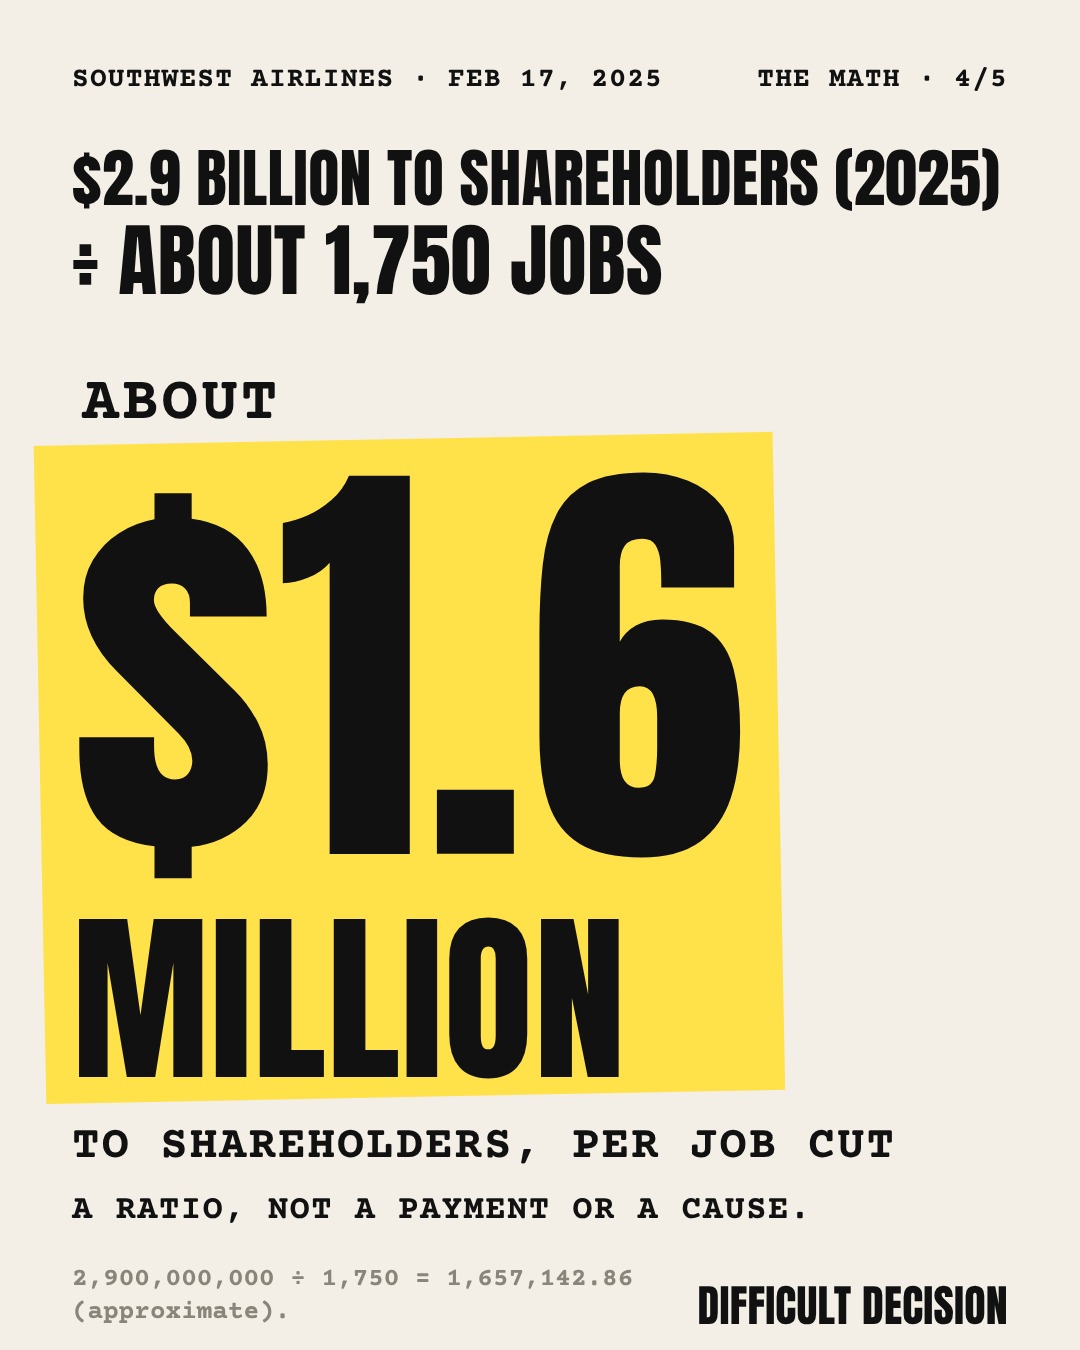 SOUTHWEST AIRLINES · FEB 17, 2025
THE MATH · 4/5
$2.9 BILLION TO SHAREHOLDERS (2025)
÷ ABOUT 1,750 JOBS
ABOUT
$1.6
MILLION
TO SHAREHOLDERS, PER JOB CUT
A RATIO, NOT A PAYMENT OR A CAUSE.
2,900,000,000 ÷ 1,750 = 1,657,142.86
(approximate).
DIFFICULT DECISION